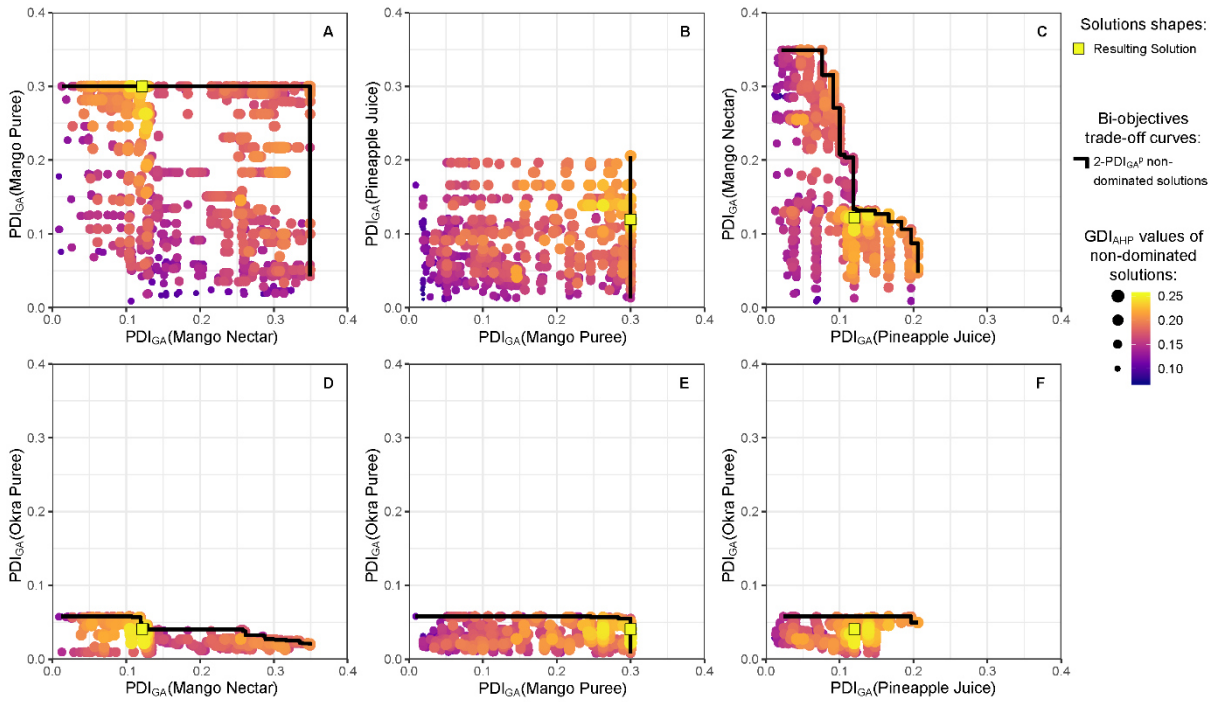 A
PDIGA(Mango Puree)
0.4
0.3
0.2
0.1
0.0
0.0 0.1 0.2 0.3 0.4
PDIGA(Mango Nectar)
B
PDIGA(Pineapple Juice)
0.4
0.3
0.2
0.1
0.0
0.0 0.1 0.2 0.3 0.4
PDIGA(Mango Puree)
C
PDIGA(Mango Nectar)
0.4
0.3
0.2
0.1
0.0
0.0 0.1 0.2 0.3 0.4
PDIGA(Pineapple Juice)
D
PDIGA(Okra Puree)
0.4
0.3
0.2
0.1
0.0
0.0 0.1 0.2 0.3 0.4
PDIGA(Mango Nectar)
E
PDIGA(Okra Puree)
0.4
0.3
0.2
0.1
0.0
0.0 0.1 0.2 0.3 0.4
PDIGA(Mango Puree)
F
PDIGA(Okra Puree)
0.4
0.3
0.2
0.1
0.0
0.0 0.1 0.2 0.3 0.4
PDIGA(Pineapple Juice)
Solutions shapes:
Resulting Solution
Bi-objectives
trade-off curves:
2-PDIGAP non-
dominated solutions
GDIAHP values of
non-dominated
solutions:
0.25
0.20
0.15
0.10